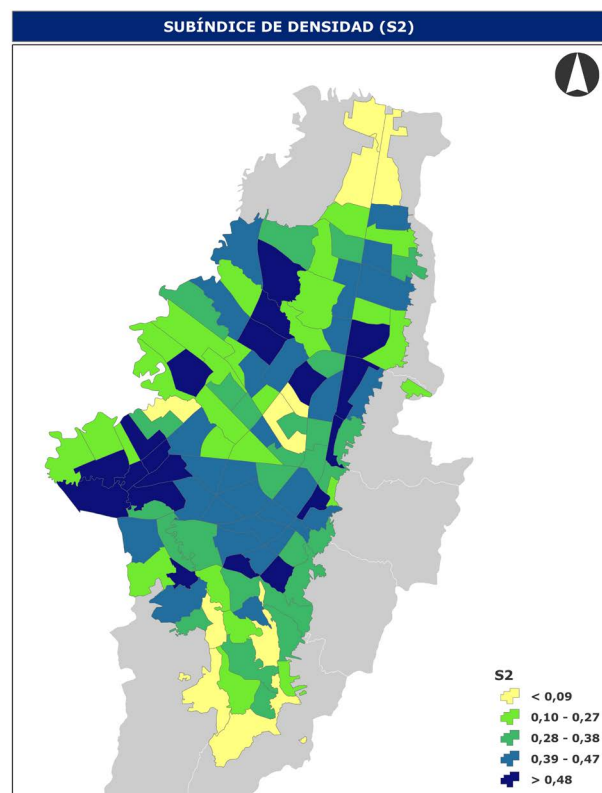 SUBÍNDICE DE DENSIDAD (S2)
S2
< 0,09
0,10 - 0,27
0,28 - 0,38
0,39 - 0,47
> 0,48